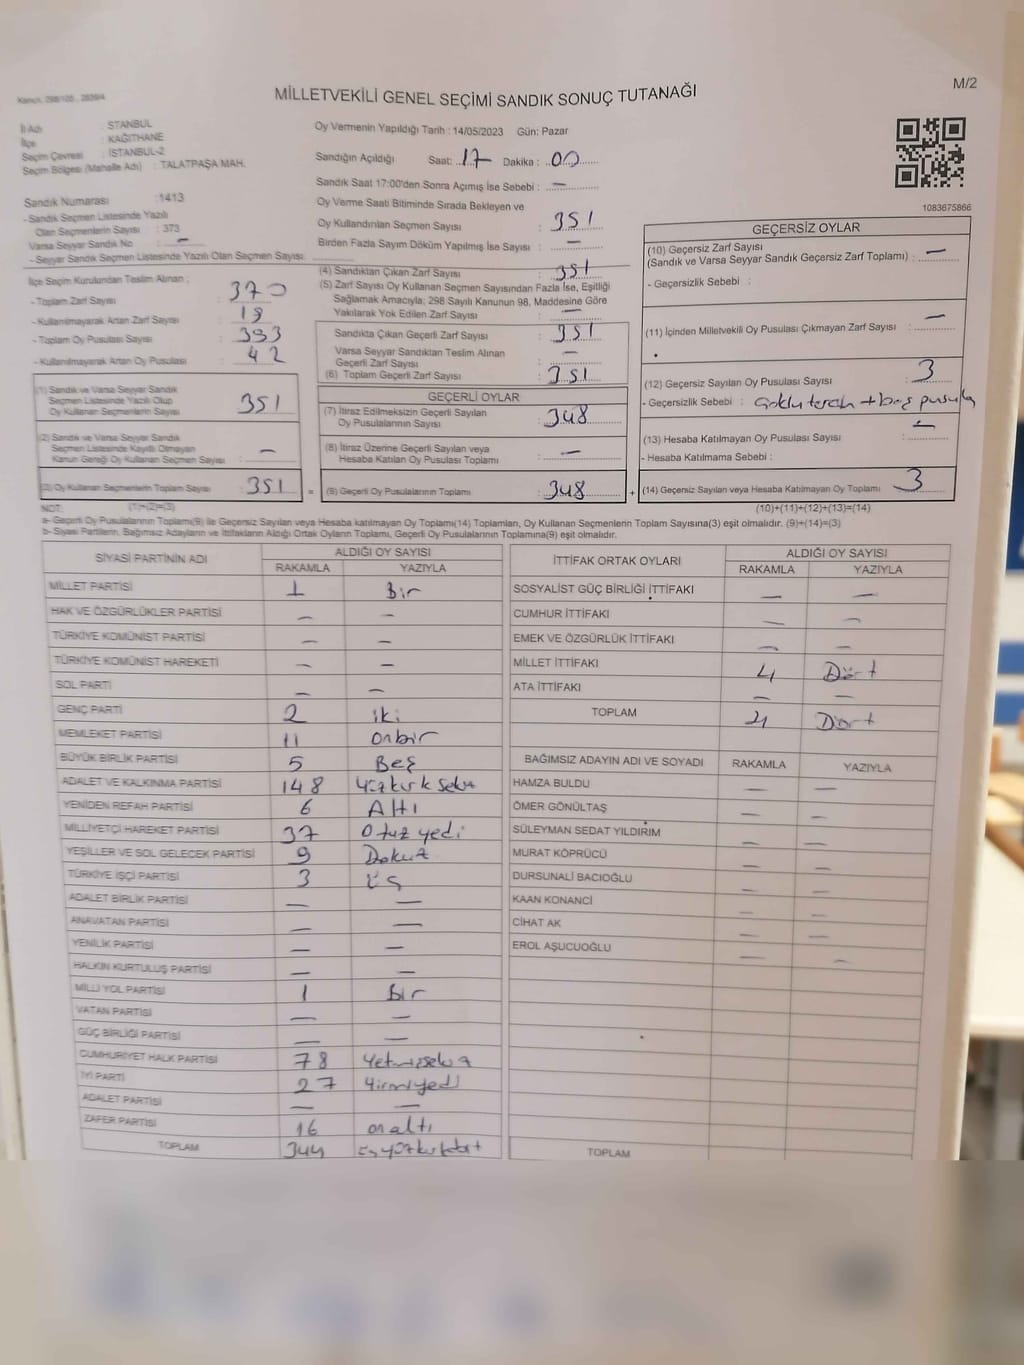 Kanun, 298/105 , 2839/4
MİLLETVEKİLİ GENEL SEÇİMİ SANDIK SONUÇ TUTANAĞI
M/2
İl Adı : İSTANBUL
İlçe : KAĞITHANE
Seçim Çevresi : İSTANBUL-2
Seçim Bölgesi (Mahalle Adı) : TALATPAŞA MAH.
Oy Vermenin Yapıldığı Tarih : 14/05/2023 Gün: Pazar
Sandığın Açıldığı Saat: 17 Dakika : 00
Sandık Saat 17:00'den Sonra Açılmış İse Sebebi : —
1083675866
Sandık Numarası :1413
- Sandık Seçmen Listesinde Yazılı
Olan Seçmenlerin Sayısı : 373
Varsa Seyyar Sandık No : —
- Seyyar Sandık Seçmen Listesinde Yazılı Olan Seçmen Sayısı:
Oy Verme Saati Bitiminde Sırada Bekleyen ve
Oy Kullandırılan Seçmen Sayısı : 351
Birden Fazla Sayım Döküm Yapılmış İse Sayısı : —
İlçe Seçim Kurulundan Teslim Alınan ;
- Toplam Zarf Sayısı : 370
- Kullanılmayarak Artan Zarf Sayısı : 19
- Toplam Oy Pusulası Sayısı : 393
- Kullanılmayarak Artan Oy Pusulası : 42
(4) Sandıktan Çıkan Zarf Sayısı : 351
(5) Zarf Sayısı Oy Kullanan Seçmen Sayısından Fazla İse, Eşitliği
Sağlamak Amacıyla; 298 Sayılı Kanunun 98. Maddesine Göre
Yakılarak Yok Edilen Zarf Sayısı : —
Sandıkta Çıkan Geçerli Zarf Sayısı : 351
Varsa Seyyar Sandıktan Teslim Alınan
Geçerli Zarf Sayısı : —
(6) Toplam Geçerli Zarf Sayısı : 351
GEÇERSİZ OYLAR
(10) Geçersiz Zarf Sayısı
(Sandık ve Varsa Seyyar Sandık Geçersiz Zarf Toplamı) : —
- Geçersizlik Sebebi :
(11) İçinden Milletvekili Oy Pusulası Çıkmayan Zarf Sayısı : —
(12) Geçersiz Sayılan Oy Pusulası Sayısı : 3
- Geçersizlik Sebebi : Çoklu tercih + boş pusula
(13) Hesaba Katılmayan Oy Pusulası Sayısı : —
- Hesaba Katılmama Sebebi :
(14) Geçersiz Sayılan veya Hesaba Katılmayan Oy Toplamı 3
(1) Sandık ve Varsa Seyyar Sandık
Seçmen Listesinde Yazılı Olup
Oy Kullanan Seçmenlerin Sayısı : 351
(2) Sandık ve Varsa Seyyar Sandık
Seçmen Listesinde Kayıtlı Olmayan
Kanun Gereği Oy Kullanan Seçmen Sayısı : —
(3) Oy Kullanan Seçmenlerin Toplam Sayısı : 351 =
GEÇERLİ OYLAR
(7) İtiraz Edilmeksizin Geçerli Sayılan
Oy Pusulalarının Sayısı : 348
(8) İtiraz Üzerine Geçerli Sayılan veya
Hesaba Katılan Oy Pusulası Toplamı : —
(9) Geçerli Oy Pusulalarının Toplamı : 348 +
NOT: (1)+(2)=(3)
(10)+(11)+(12)+(13)=(14)
a- Geçerli Oy Pusulalarının Toplamı(9) ile Geçersiz Sayılan veya Hesaba katılmayan Oy Toplamı(14) Toplamları, Oy Kullanan Seçmenlerin Toplam Sayısına(3) eşit olmalıdır. (9)+(14)=(3)
b- Siyasi Partilerin, Bağımsız Adayların ve İttifakların Aldığı Ortak Oyların Toplamı, Geçerli Oy Pusulalarının Toplamına(9) eşit olmalıdır.
SİYASİ PARTİNİN ADI ALDIĞI OY SAYISI
RAKAMLA YAZIYLA
MİLLET PARTİSİ 1 Bir
HAK VE ÖZGÜRLÜKLER PARTİSİ — —
TÜRKİYE KOMÜNİST PARTİSİ — —
TÜRKİYE KOMÜNİST HAREKETİ — —
SOL PARTİ — —
GENÇ PARTİ 2 iki
MEMLEKET PARTİSİ 11 onbir
BÜYÜK BİRLİK PARTİSİ 5 Beş
ADALET VE KALKINMA PARTİSİ 148 Yüzkırk sekiz
YENİDEN REFAH PARTİSİ 6 Altı
MİLLİYETÇİ HAREKET PARTİSİ 37 Otuz yedi
YEŞİLLER VE SOL GELECEK PARTİSİ 9 Dokuz
TÜRKİYE İŞÇİ PARTİSİ 3 üç
ADALET BİRLİK PARTİSİ — —
ANAVATAN PARTİSİ — —
YENİLİK PARTİSİ — —
HALKIN KURTULUŞ PARTİSİ — —
MİLLİ YOL PARTİSİ 1 Bir
VATAN PARTİSİ — —
GÜÇ BİRLİĞİ PARTİSİ — —
CUMHURİYET HALK PARTİSİ 78 Yetmişsekiz
İYİ PARTİ 27 Yirmiyedi
ADALET PARTİSİ — —
ZAFER PARTİSİ 16 onaltı
TOPLAM 344 Üçyüzkırkdört
İTTİFAK ORTAK OYLARI ALDIĞI OY SAYISI
RAKAMLA YAZIYLA
SOSYALİST GÜÇ BİRLİĞİ İTTİFAKI — —
CUMHUR İTTİFAKI — —
EMEK VE ÖZGÜRLÜK İTTİFAKI — —
MİLLET İTTİFAKI 4 Dört
ATA İTTİFAKI — —
TOPLAM 4 Dört
BAĞIMSIZ ADAYIN ADI VE SOYADI RAKAMLA YAZIYLA
HAMZA BULDU — —
ÖMER GÖNÜLTAŞ — —
SÜLEYMAN SEDAT YILDIRIM — —
MURAT KÖPRÜCÜ — —
DURSUNALİ BACIOĞLU — —
KAAN KONANCİ — —
CİHAT AK — —
EROL AŞUCUOĞLU — —
TOPLAM